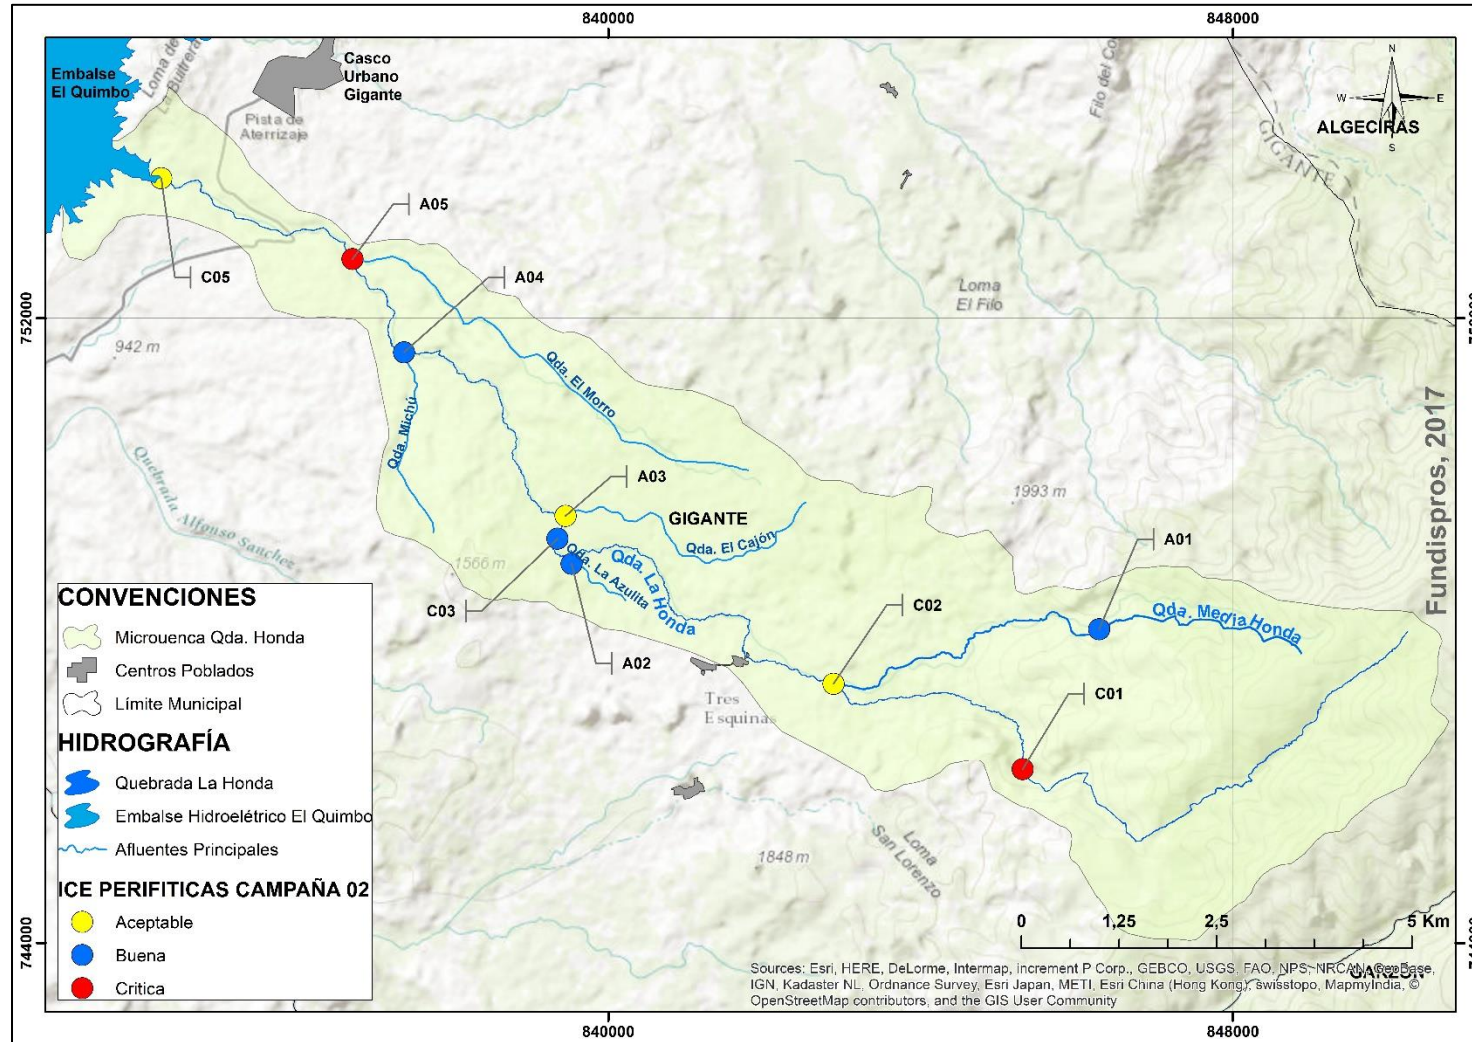 840000
848000
Embalse
El Quimbo
Loma de
La Buitrera
Casco
Urbano
Gigante
Pista de
Aterrizaje
Filo del Co
N
W
E
S
ALGECIRAS
GIGANTE
A05
C05
A04
752000
942 m
Loma
El Filo
Qda. El Morro
Qda. Michú
Quebrada Alfonso Sanchez
A03
GIGANTE
Qda. El Cajón
1993 m
A01
1566 m
Qda. La Azulita
Qda. La Honda
C03
C02
Qda. Media Honda
A02
Tres
Esquinas
C01
Fundispros, 2017
CONVENCIONES
Microuenca Qda. Honda
Centros Poblados
Límite Municipal
HIDROGRAFÍA
Quebrada La Honda
Embalse Hidroelétrico El Quimbo
Afluentes Principales
ICE PERIFITICAS CAMPAÑA 02
Aceptable
Buena
Critica
1848 m
Loma
San Lorenzo
0 1,25 2,5 5 Km
744000
GARZÓN
Sources: Esri, HERE, DeLorme, Intermap, increment P Corp., GEBCO, USGS, FAO, NPS, NRCAN, GeoBase,
IGN, Kadaster NL, Ordnance Survey, Esri Japan, METI, Esri China (Hong Kong), swisstopo, MapmyIndia, ©
OpenStreetMap contributors, and the GIS User Community
840000
848000